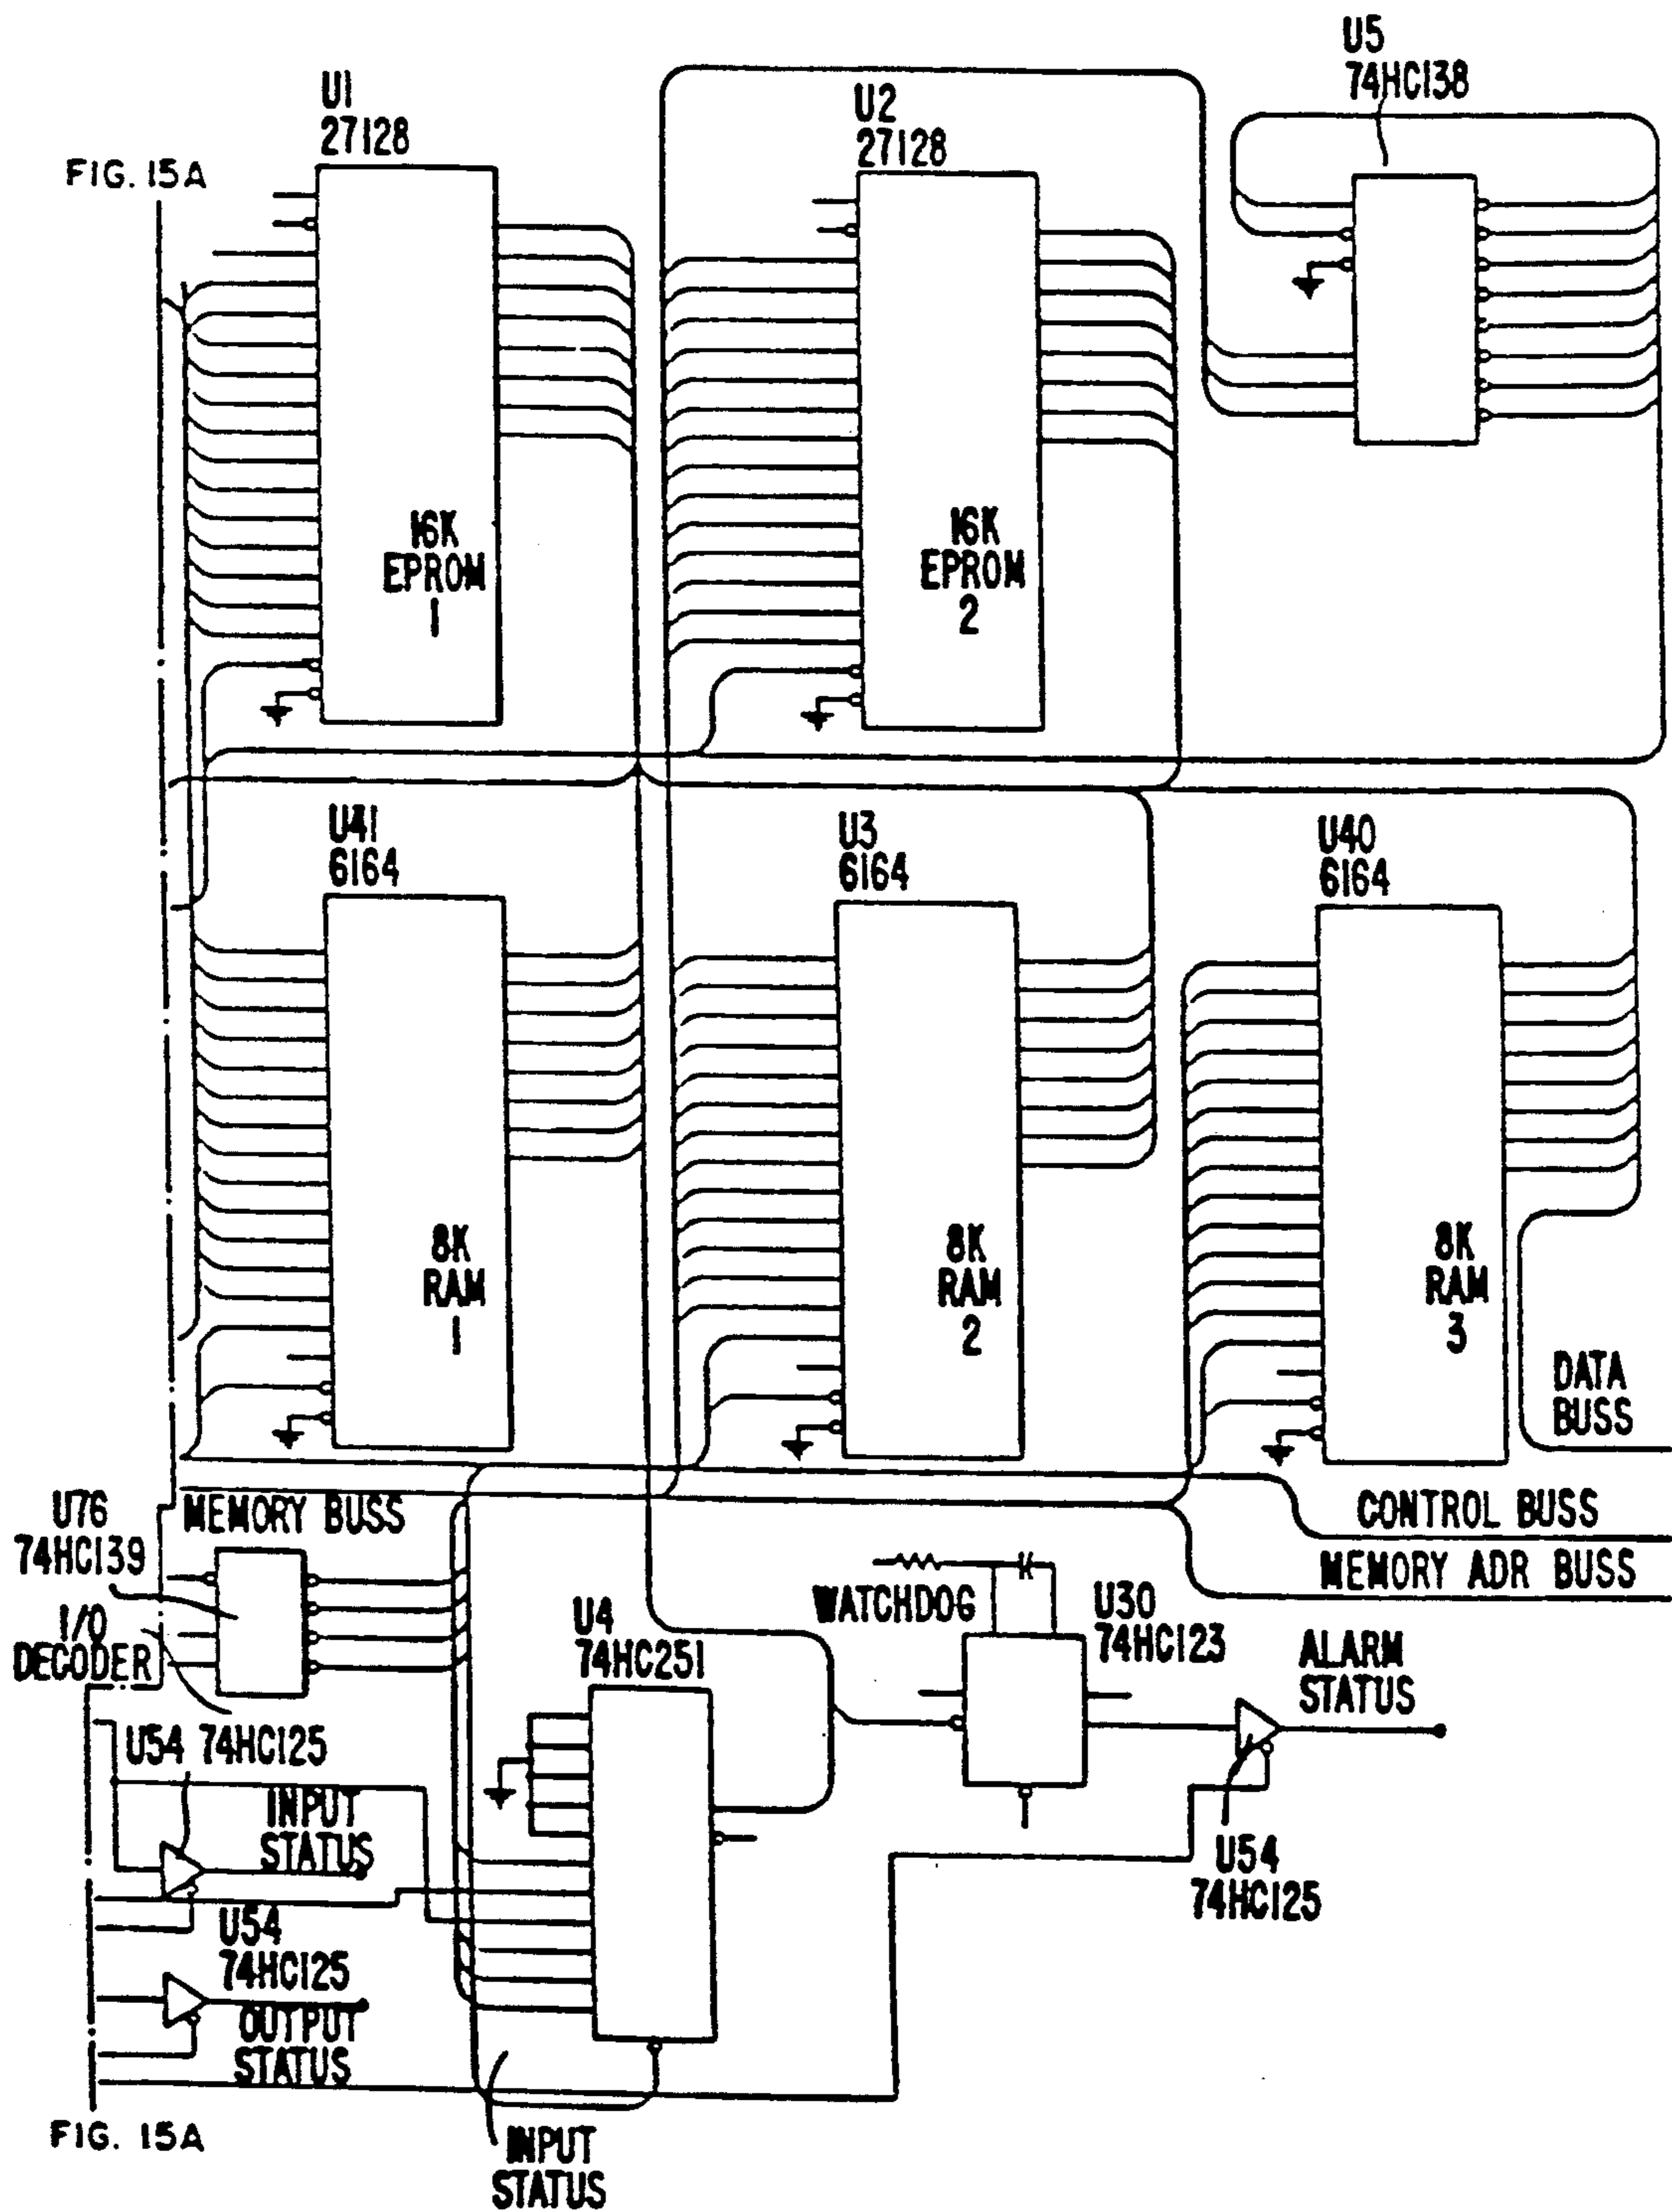 U5
74HC138
U1
27128
U2
27128
FIG. 15A
16K
EPROM
1
16K
EPROM
2
U41
6164
U3
6164
U40
6164
8K
RAM
1
8K
RAM
2
8K
RAM
3
DATA
BUSS
MEMORY BUSS
CONTROL BUSS
MEMORY ADR BUSS
U76
74HC139
I/O
DECODER
U4
74HC251
WATCHDOG
U30
74HC123
ALARM
STATUS
U54 74HC125
INPUT
STATUS
U54
74HC125
U54
74HC125
OUTPUT
STATUS
FIG. 15A
INPUT
STATUS